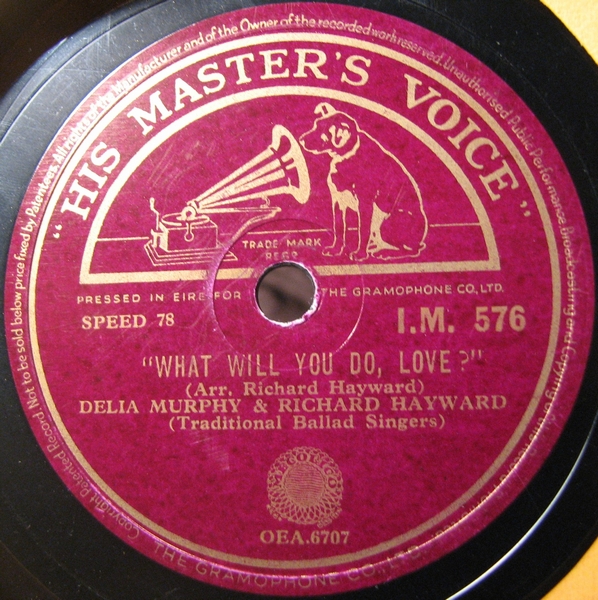 "HIS MASTER'S VOICE"
TRADE MARK
REGD
PRESSED IN EIRE FOR THE GRAMOPHONE CO., LTD.
SPEED 78
I.M. 576
"WHAT WILL YOU DO, LOVE?"
(Arr. Richard Hayward)
DELIA MURPHY & RICHARD HAYWARD
(Traditional Ballad Singers)
OEA.6707
Copyright Patented Record Not to be sold below price fixed by Patentees. All rights of the Manufacturer and of the Owner of the recorded work reserved. Unauthorised Public Performance Broadcasting and Copying of
THE GRAMOPHONE CO., LTD.